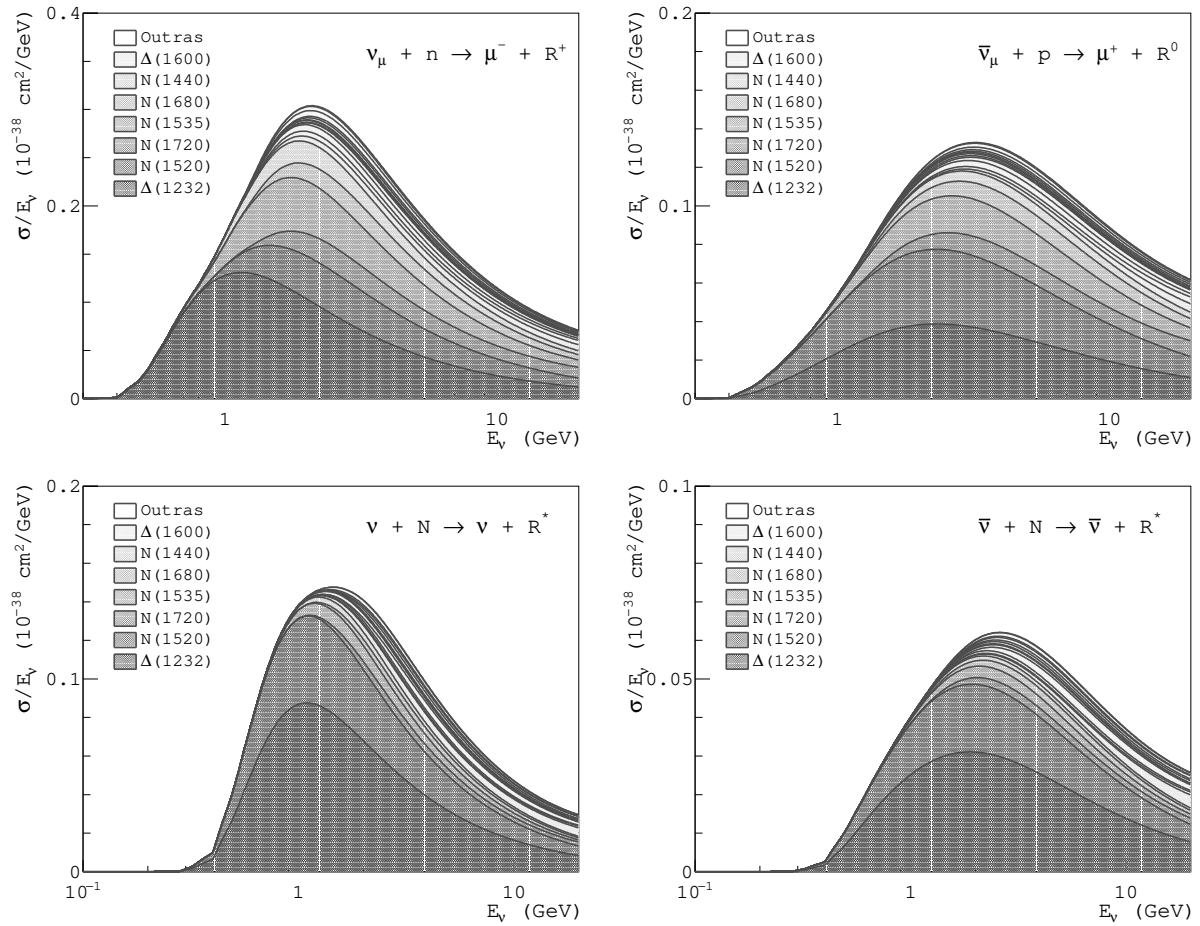 0.4
ν_μ + n → μ⁻ + R⁺
Outras
Δ(1600)
N(1440)
N(1680)
N(1535)
N(1720)
N(1520)
Δ(1232)
0.2
0
σ/E_ν (10⁻³⁸ cm²/GeV)
1
10
E_ν (GeV)
0.2
ν̅_μ + p → μ⁺ + R⁰
Outras
Δ(1600)
N(1440)
N(1680)
N(1535)
N(1720)
N(1520)
Δ(1232)
0.1
0
σ/E_ν (10⁻³⁸ cm²/GeV)
1
10
E_ν (GeV)
0.2
ν + N → ν + R*
Outras
Δ(1600)
N(1440)
N(1680)
N(1535)
N(1720)
N(1520)
Δ(1232)
0.1
0
σ/E_ν (10⁻³⁸ cm²/GeV)
10⁻¹
1
10
E_ν (GeV)
0.1
ν̅ + N → ν̅ + R*
Outras
Δ(1600)
N(1440)
N(1680)
N(1535)
N(1720)
N(1520)
Δ(1232)
0.05
0
σ/E_ν (10⁻³⁸ cm²/GeV)
10⁻¹
1
10
E_ν (GeV)